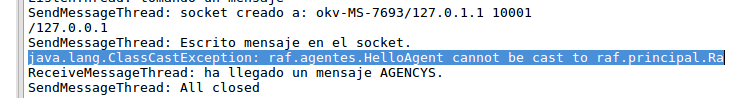 SendMessageThread: socket creado a: okv-MS-7693/127.0.1.1 10001
/127.0.0.1
SendMessageThread: Escrito mensaje en el socket.
java.lang.ClassCastException: raf.agentes.HelloAgent cannot be cast to raf.principal.Ra
ReceiveMessageThread: ha llegado un mensaje AGENCYS.
SendMessageThread: All closed